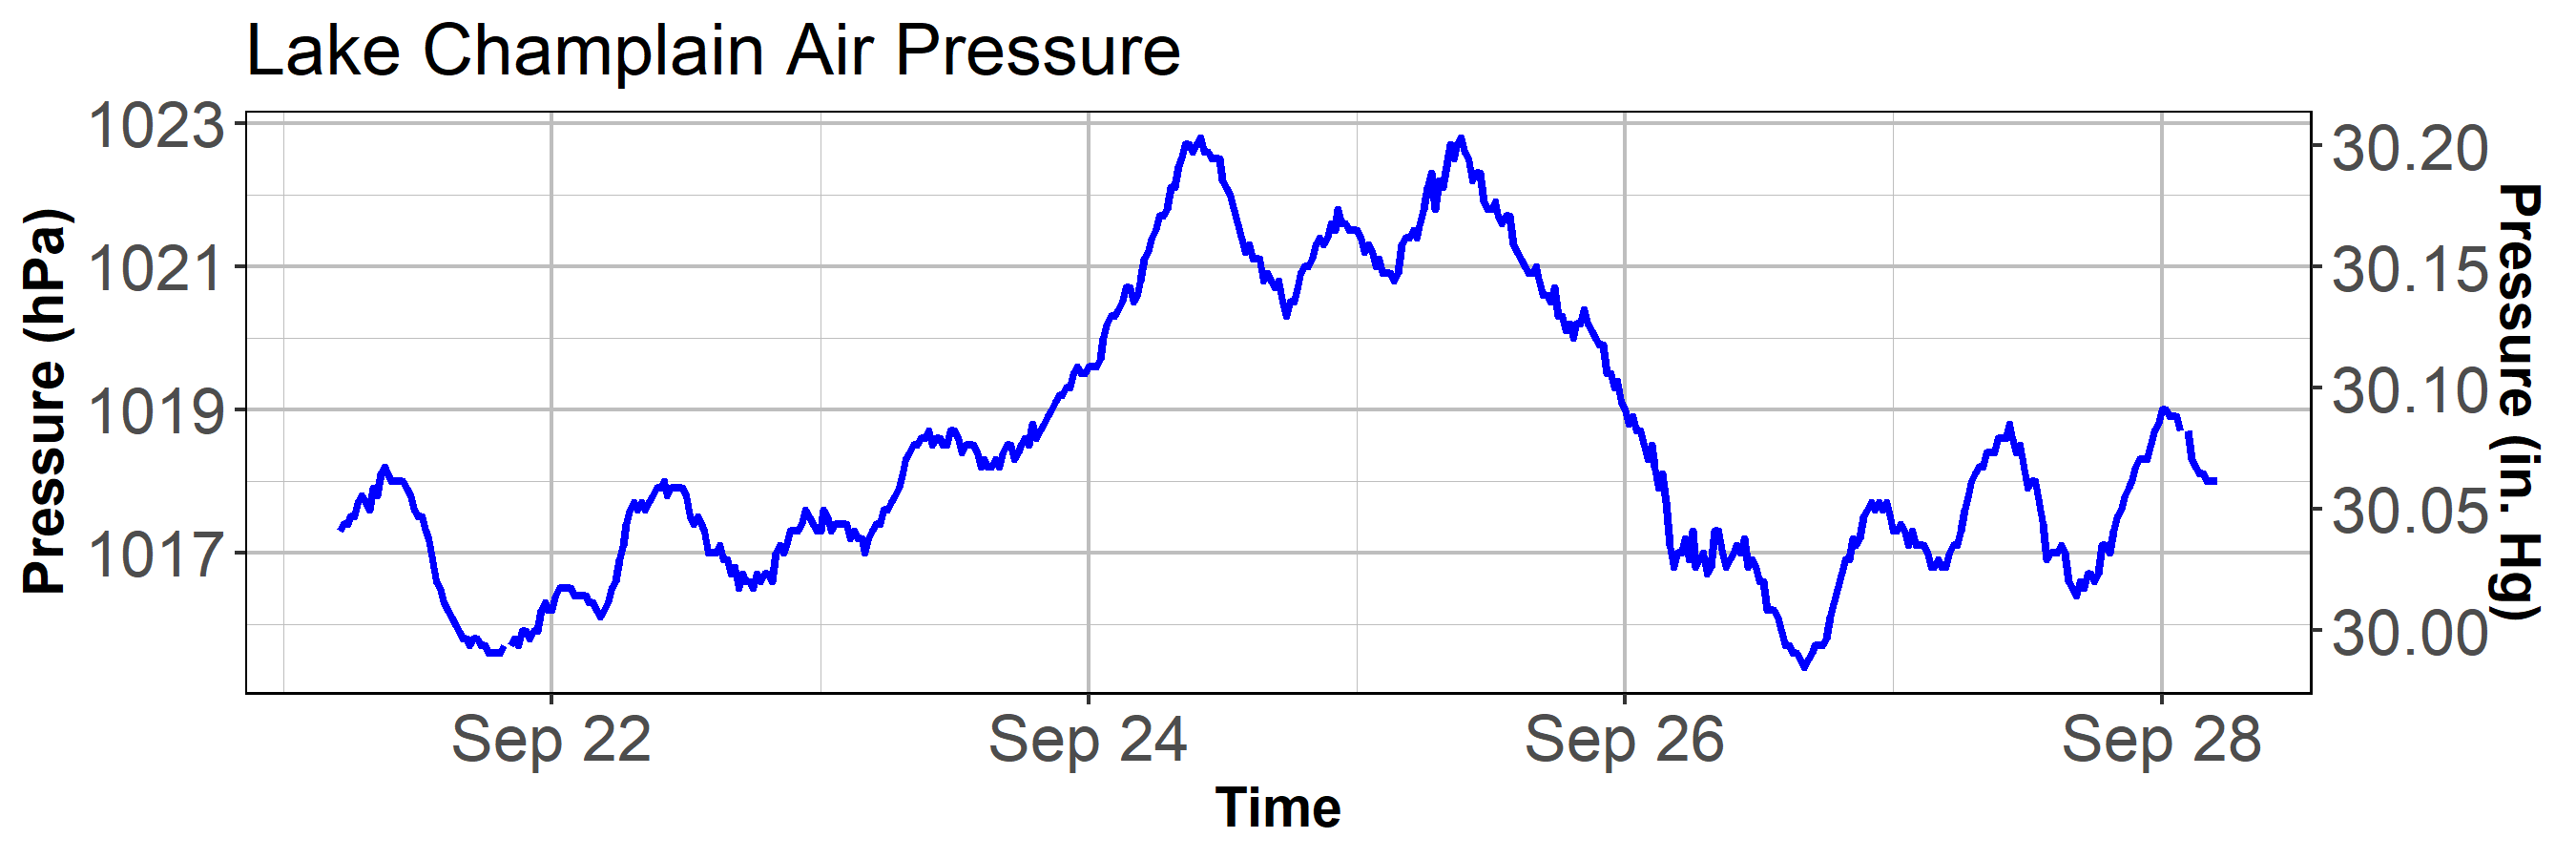 Lake Champlain Air Pressure
1023
1021
1019
1017
Pressure (hPa)
30.20
30.15
30.10
30.05
30.00
Pressure (in. Hg)
Sep 22
Sep 24
Sep 26
Sep 28
Time